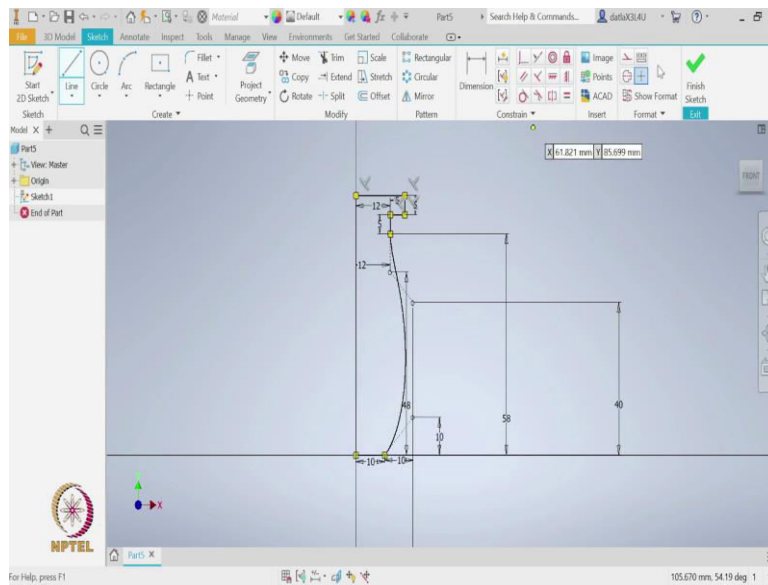 Material
Default
Part5
Search Help & Commands...
datlaX3L4U
File 3D Model Sketch Annotate Inspect Tools Manage View Environments Get Started Collaborate
Start
2D Sketch
Line
Circle
Arc
Rectangle
Fillet
Text
Point
Project
Geometry
Move
Trim
Scale
Copy
Extend
Stretch
Rotate
Split
Offset
Rectangular
Circular
Mirror
Dimension
Image
Points
ACAD
Show Format
Finish
Sketch
Sketch
Create
Modify
Pattern
Constrain
Insert
Format
Exit
Model
Part5
View: Master
Origin
Sketch1
End of Part
X 61.821 mm Y 85.699 mm
FRONT
12
5
5
5
12
48
58
40
10
10
10
X
NPTEL
Part5
For Help, press F1
105.670 mm, 54.19 deg 1